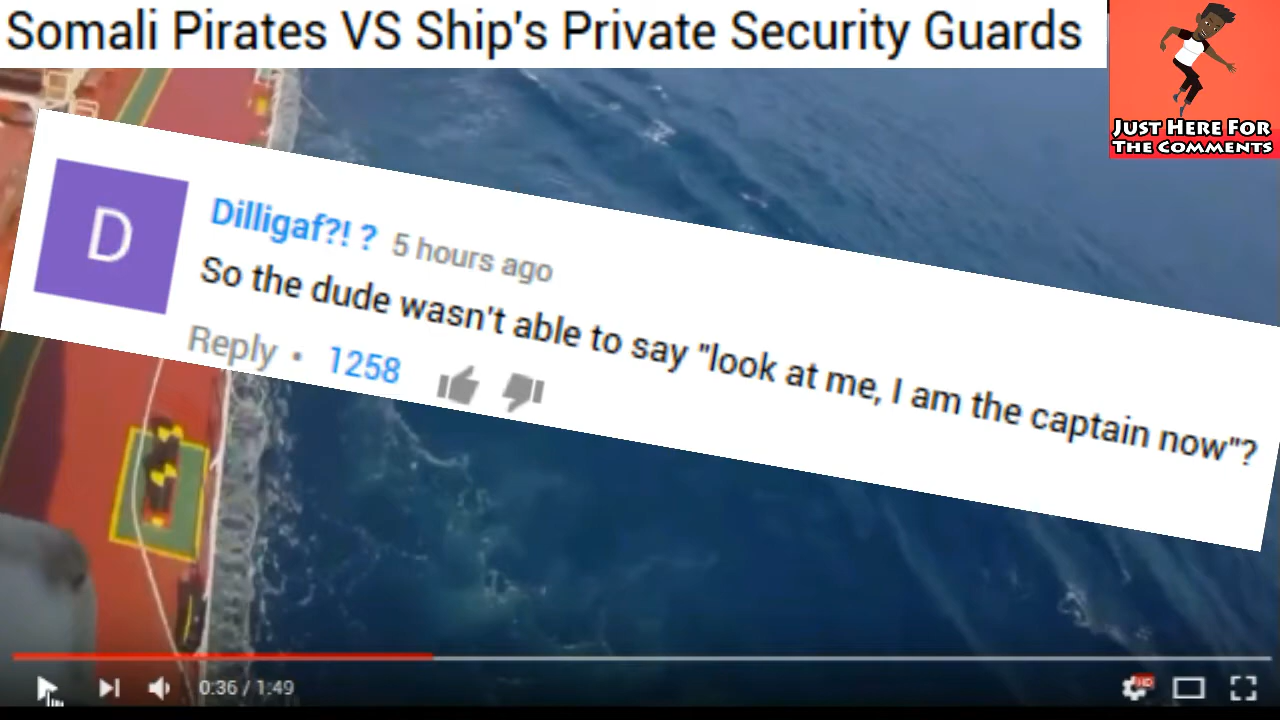 Somali Pirates VS Ship's Private Security Guards
JUST HERE FOR
THE COMMENTS
D
Dilligaf?! ? 5 hours ago
So the dude wasn't able to say "look at me, I am the captain now"?
Reply • 1258
0:36 / 1:49
HD